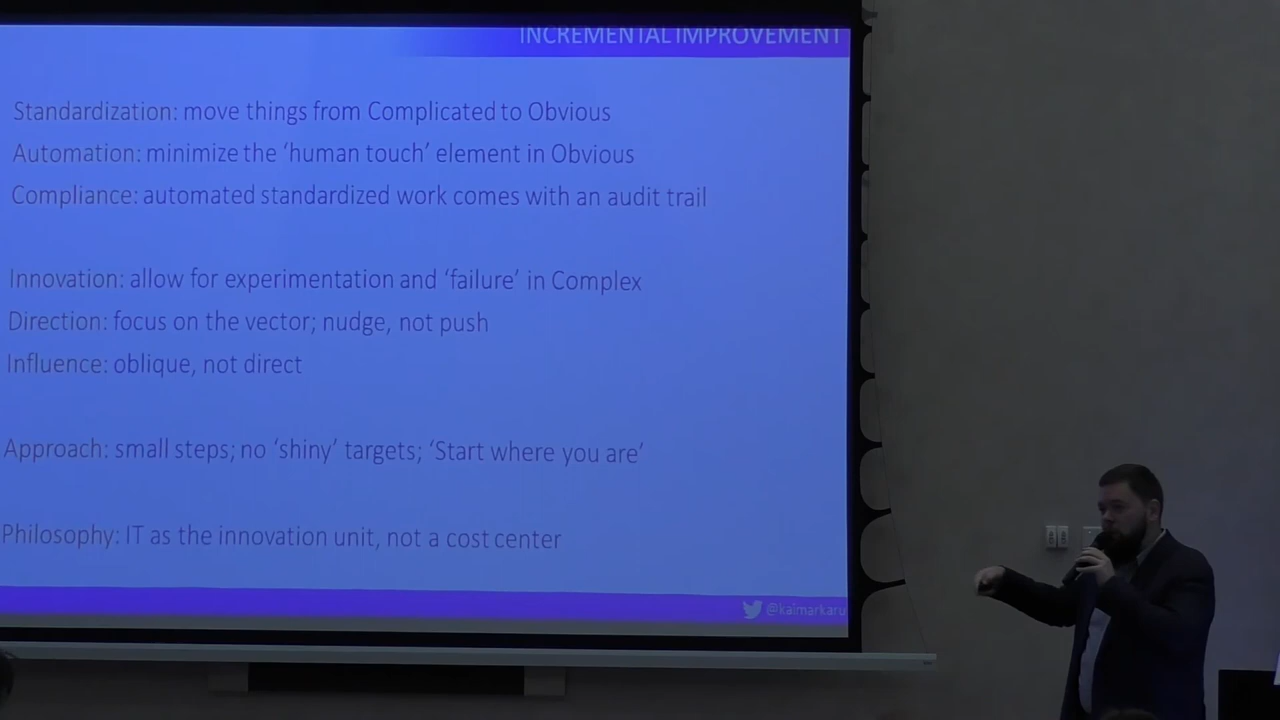 INCREMENTAL IMPROVEMENT
Standardization: move things from Complicated to Obvious
Automation: minimize the ‘human touch’ element in Obvious
Compliance: automated standardized work comes with an audit trail
Innovation: allow for experimentation and ‘failure’ in Complex
Direction: focus on the vector; nudge, not push
Influence: oblique, not direct
Approach: small steps; no ‘shiny’ targets; ‘Start where you are’
Philosophy: IT as the innovation unit, not a cost center
@kaimarkaru